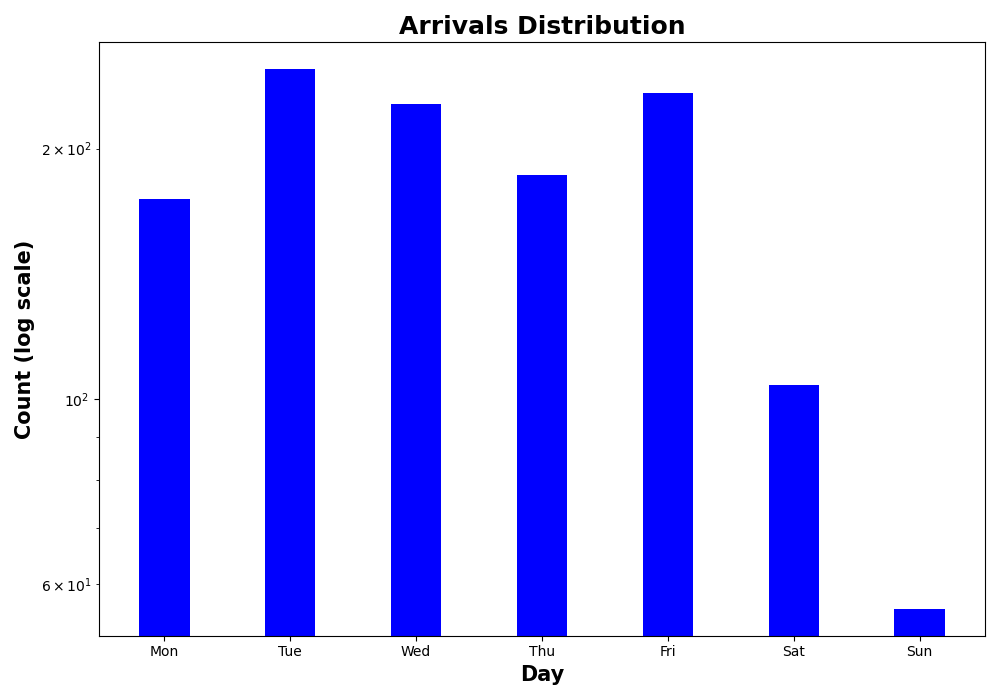 Arrivals Distribution
Count (log scale)
2 × 10²
10²
6 × 10¹
Mon Tue Wed Thu Fri Sat Sun
Day